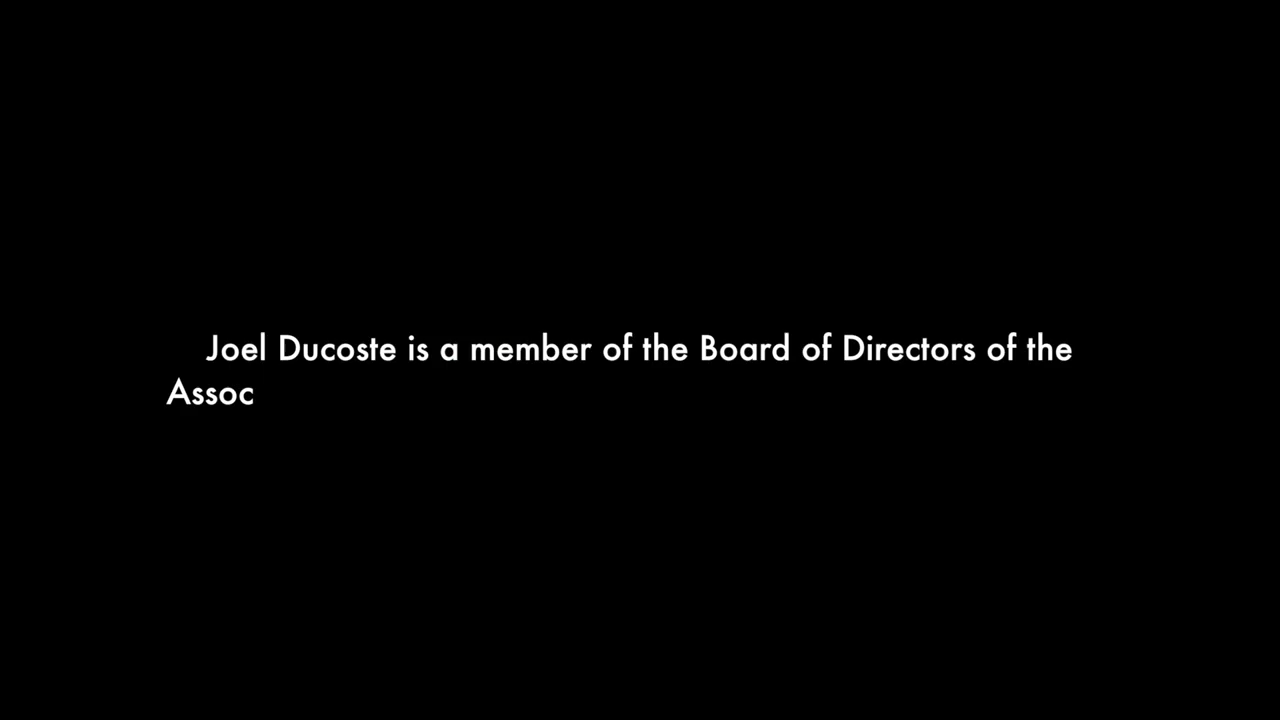 Joel Ducoste is a member of the Board of Directors of the
Assoc